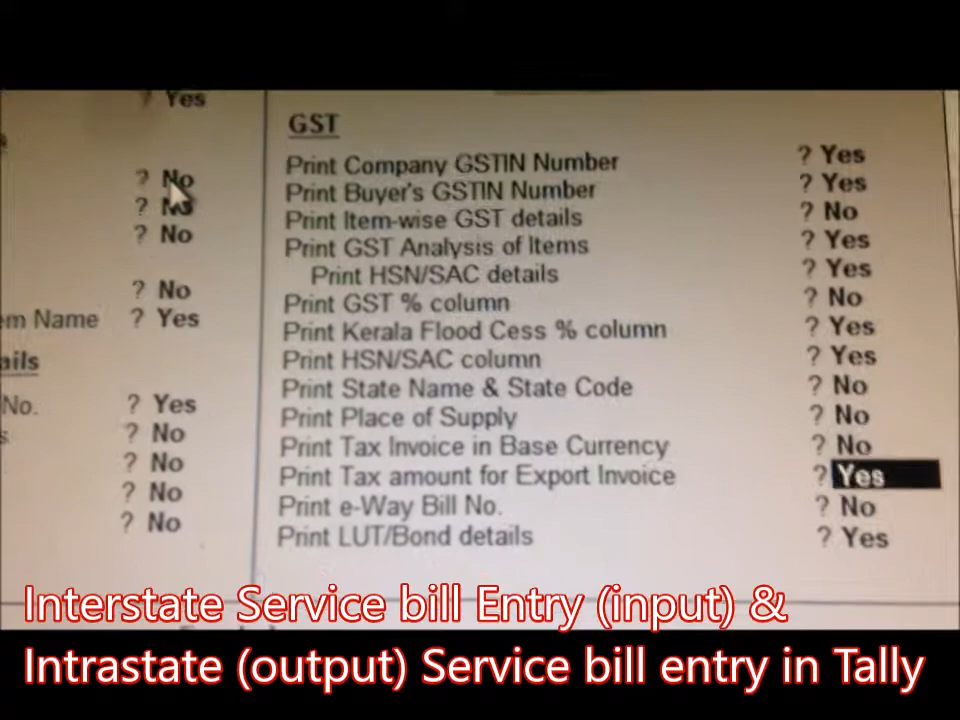 ? Yes
? No
? No
? No
? No
em Name ? Yes
ails
No. ? Yes
s ? No
? No
? No
? No
GST
Print Company GSTIN Number ? Yes
Print Buyer's GSTIN Number ? Yes
Print Item-wise GST details ? No
Print GST Analysis of Items ? Yes
Print HSN/SAC details ? Yes
Print GST % column ? No
Print Kerala Flood Cess % column ? Yes
Print HSN/SAC column ? Yes
Print State Name & State Code ? No
Print Place of Supply ? No
Print Tax Invoice in Base Currency ? No
Print Tax amount for Export Invoice ? Yes
Print e-Way Bill No. ? No
Print LUT/Bond details ? Yes
Interstate Service bill Entry (input) &
Intrastate (output) Service bill entry in Tally